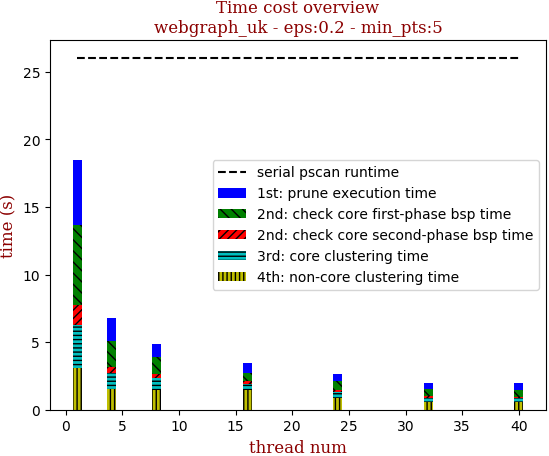 Time cost overview
webgraph_uk - eps:0.2 - min_pts:5
time (s)
25
20
15
10
5
0
serial pscan runtime
1st: prune execution time
2nd: check core first-phase bsp time
2nd: check core second-phase bsp time
3rd: core clustering time
4th: non-core clustering time
0 5 10 15 20 25 30 35 40
thread num